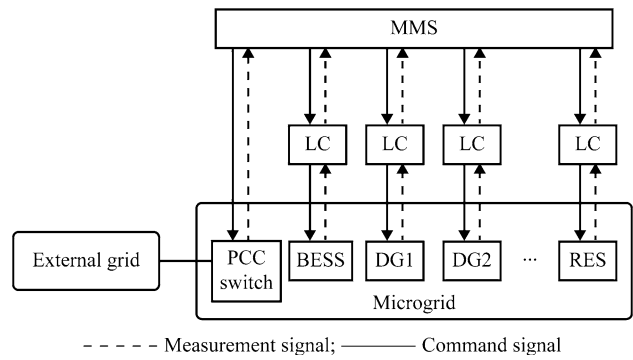 MMS
LC LC LC LC
External grid
PCC switch
BESS DG1 DG2 ... RES
Microgrid
Measurement signal; Command signal